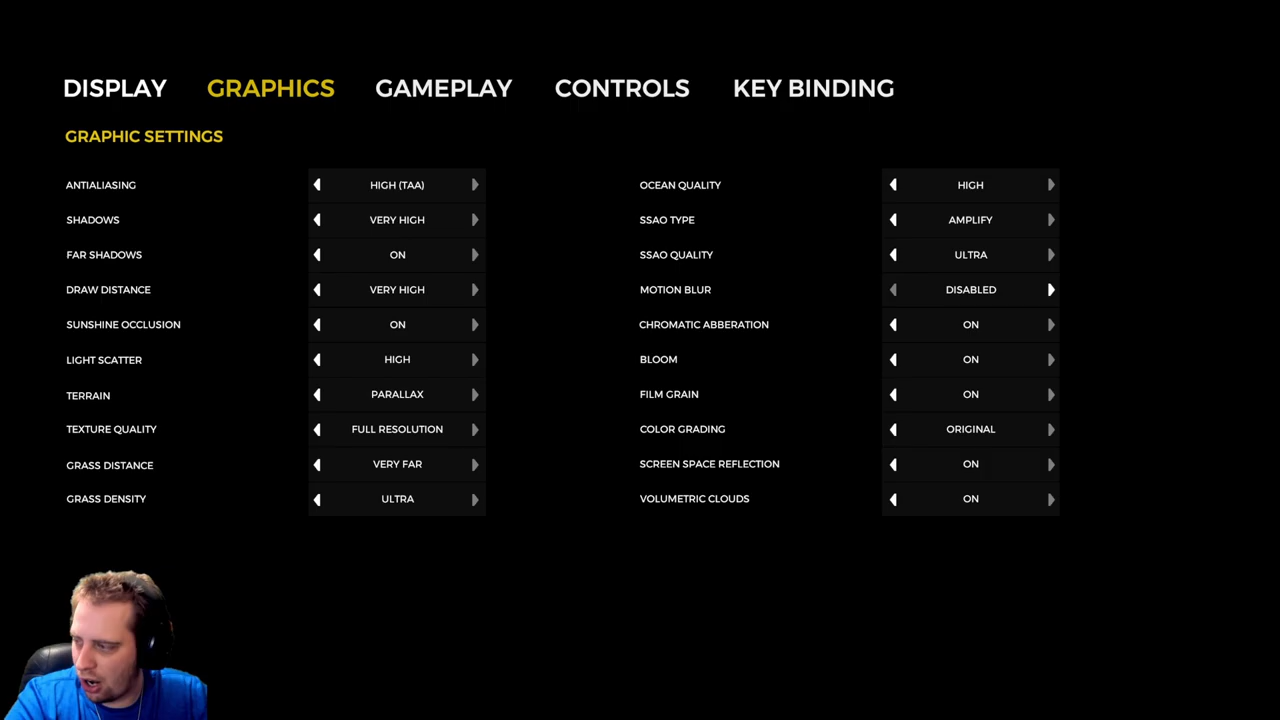 DISPLAY GRAPHICS GAMEPLAY CONTROLS KEY BINDING
GRAPHIC SETTINGS
ANTIALIASING HIGH (TAA)
SHADOWS VERY HIGH
FAR SHADOWS ON
DRAW DISTANCE VERY HIGH
SUNSHINE OCCLUSION ON
LIGHT SCATTER HIGH
TERRAIN PARALLAX
TEXTURE QUALITY FULL RESOLUTION
GRASS DISTANCE VERY FAR
GRASS DENSITY ULTRA
OCEAN QUALITY HIGH
SSAO TYPE AMPLIFY
SSAO QUALITY ULTRA
MOTION BLUR DISABLED
CHROMATIC ABBERATION ON
BLOOM ON
FILM GRAIN ON
COLOR GRADING ORIGINAL
SCREEN SPACE REFLECTION ON
VOLUMETRIC CLOUDS ON